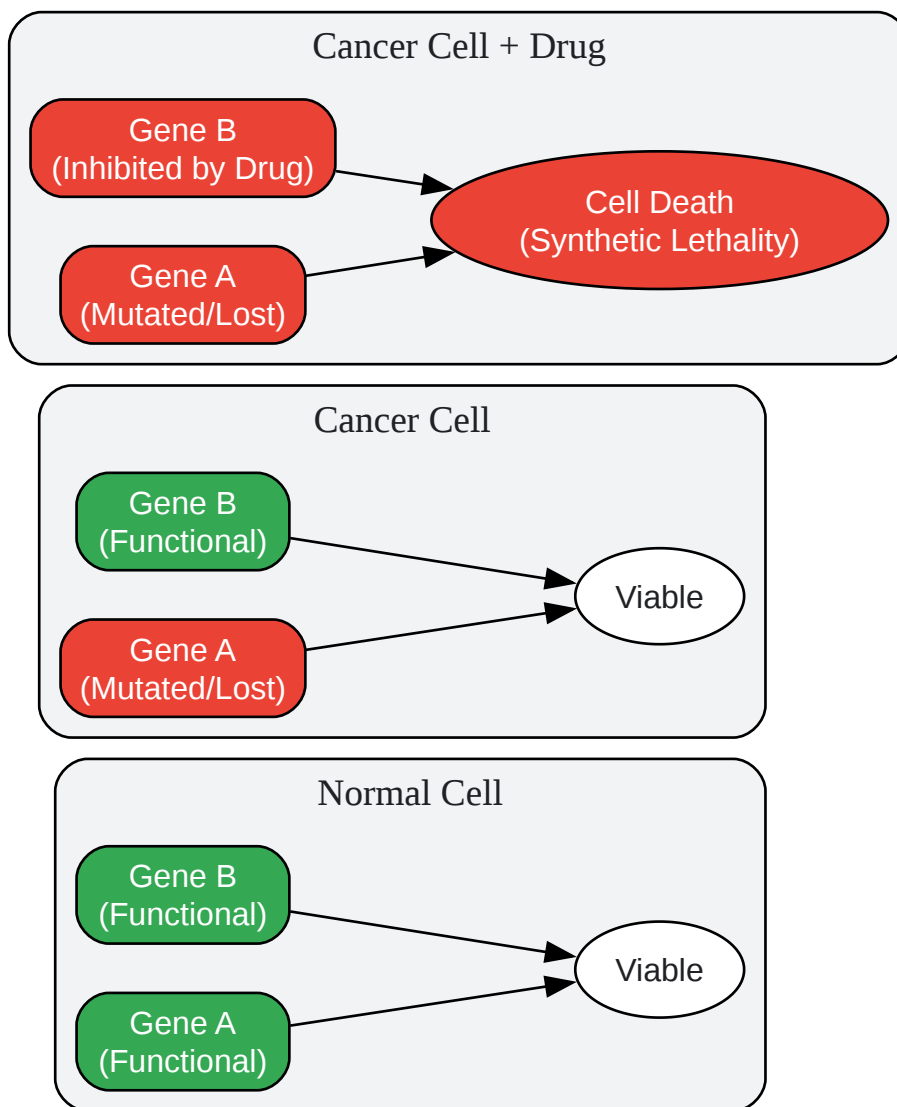 Cancer Cell + Drug
Gene B
(Inhibited by Drug)
Cell Death
(Synthetic Lethality)
Gene A
(Mutated/Lost)
Cancer Cell
Gene B
(Functional)
Viable
Gene A
(Mutated/Lost)
Normal Cell
Gene B
(Functional)
Viable
Gene A
(Functional)